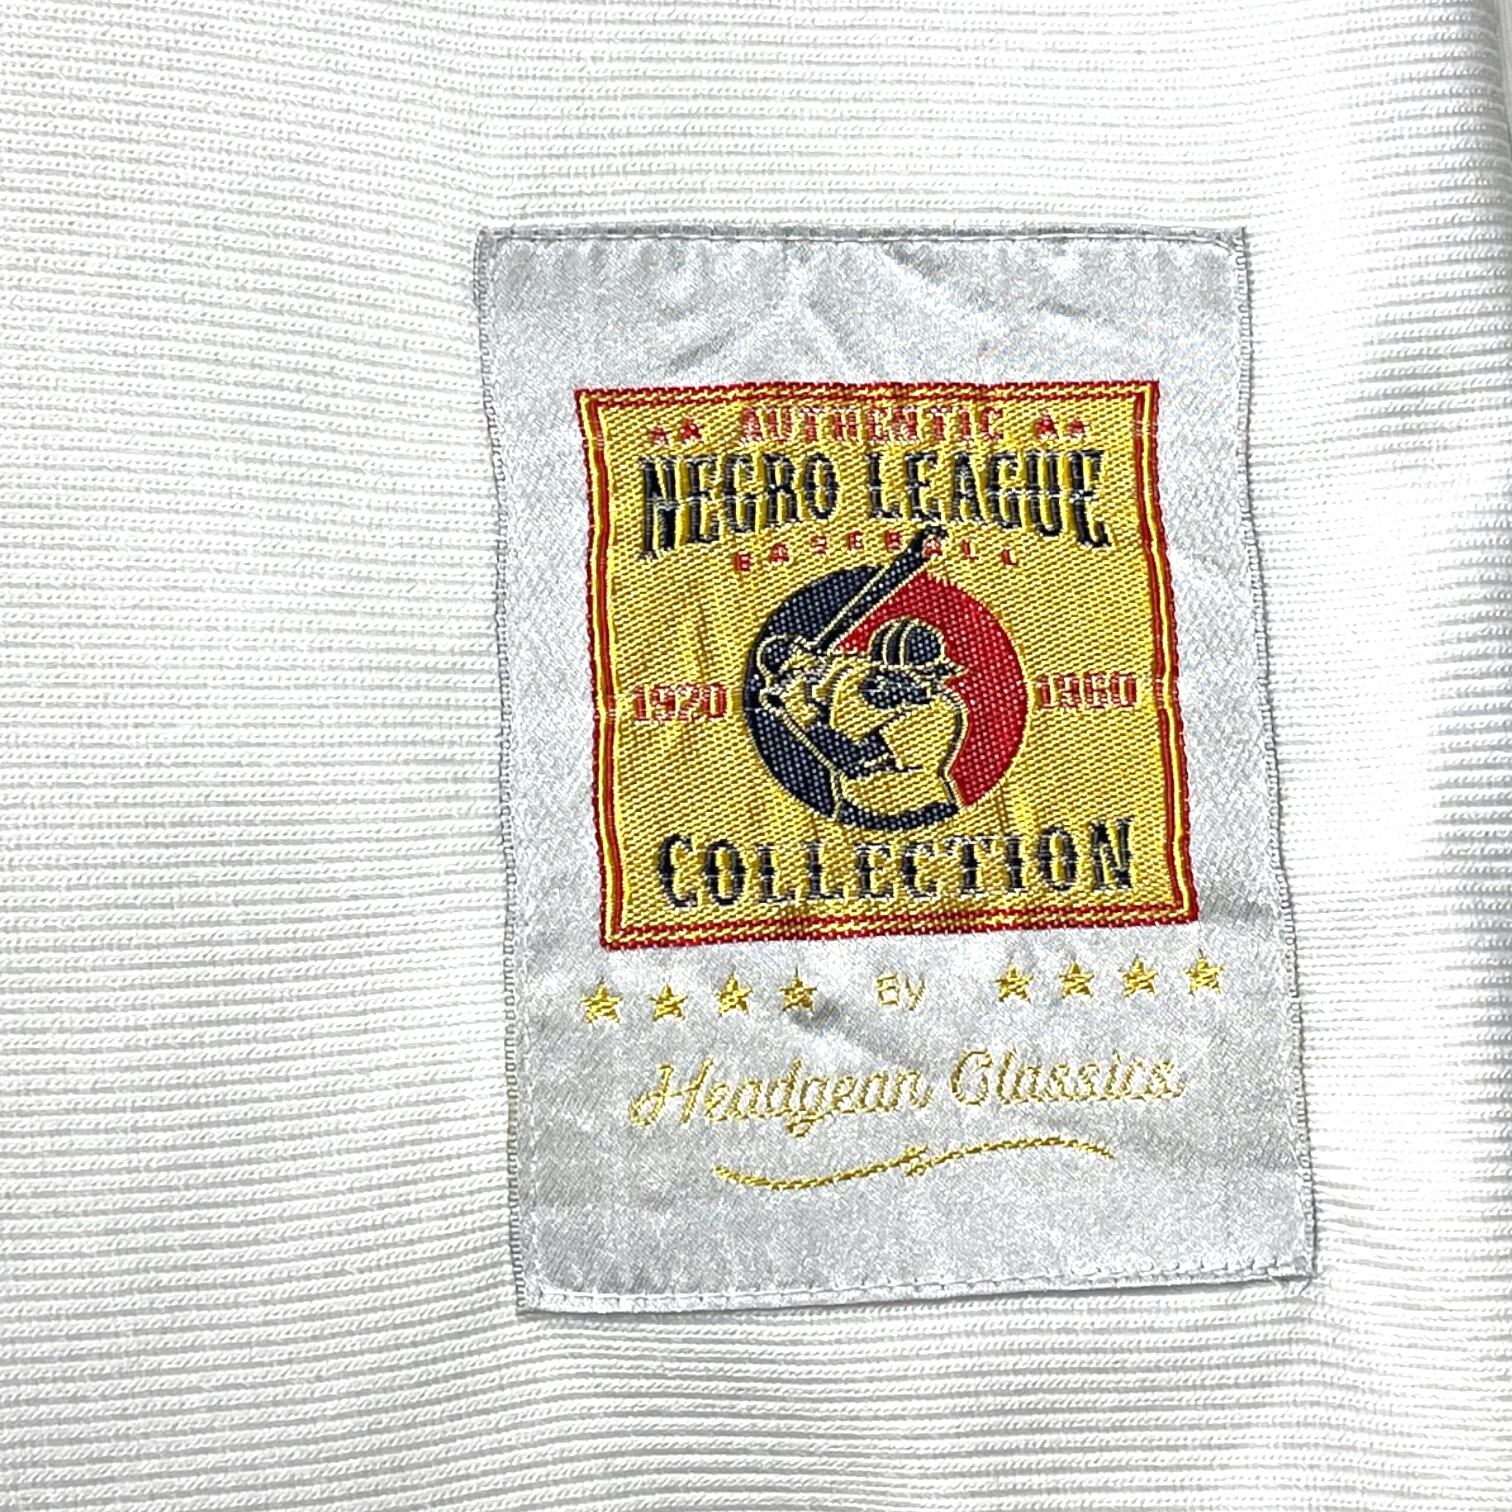 AUTHENTIC
NEGRO LEAGUE
BASEBALL
1920 1960
COLLECTION
By
Headgear Classics